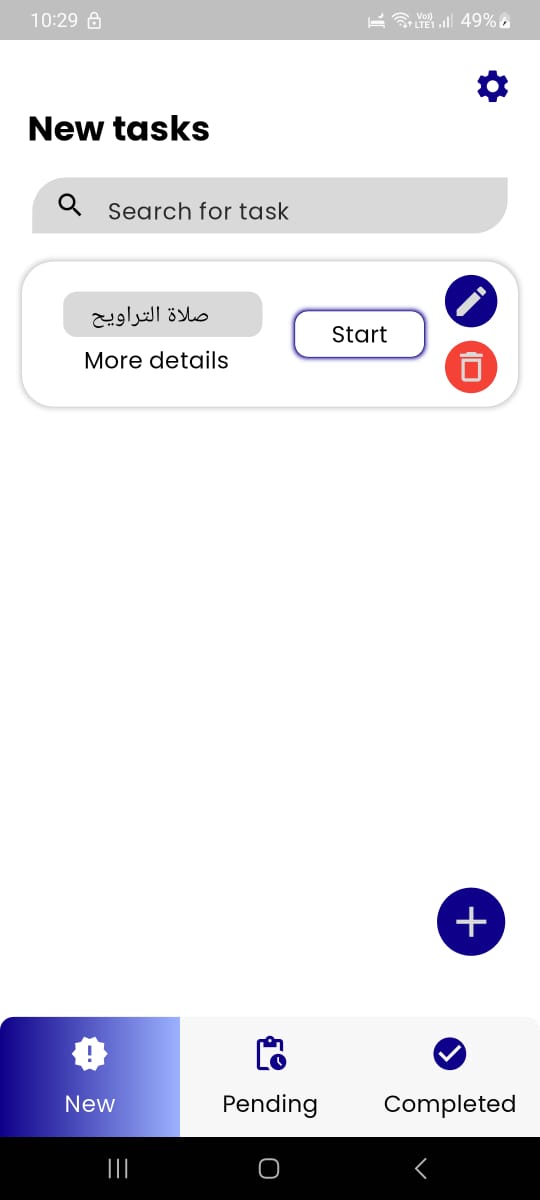 10:29
Vo)) LTE1 49%
New tasks
Search for task
صلاة التراويح
More details
Start
New
Pending
Completed